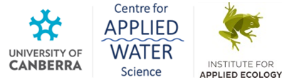 UNIVERSITY OF
CANBERRA
Centre for
APPLIED
WATER
Science
INSTITUTE FOR
APPLIED ECOLOGY